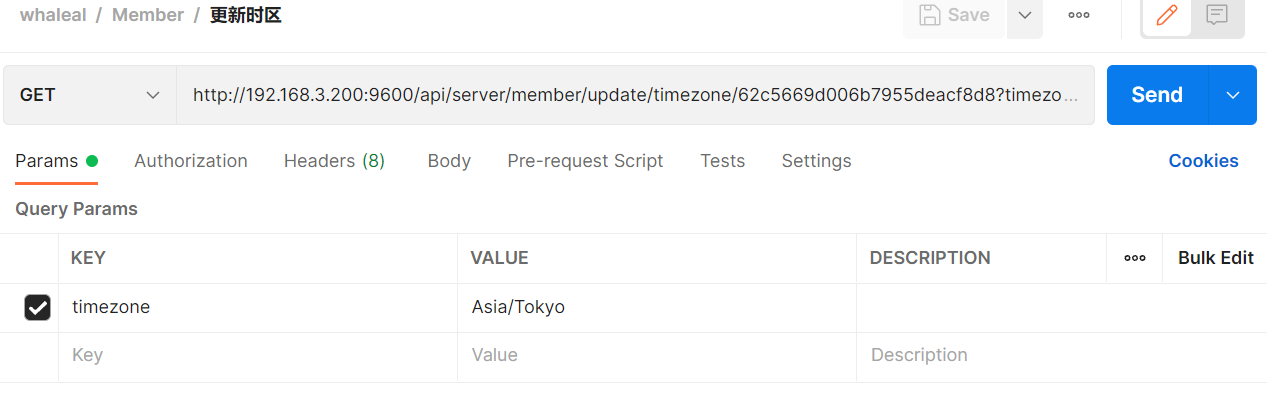 whaleal / Member / 更新时区
Save
GET
http://192.168.3.200:9600/api/server/member/update/timezone/62c5669d006b7955deacf8d8?timezo...
Send
Params Authorization Headers (8) Body Pre-request Script Tests Settings Cookies
Query Params
KEY VALUE DESCRIPTION Bulk Edit
timezone Asia/Tokyo
Key Value Description